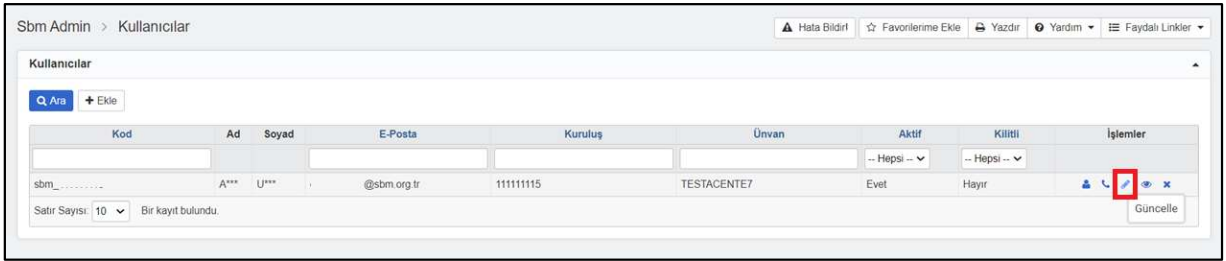 Sbm Admin > Kullanıcılar
Hata Bildir! Favorilerime Ekle Yazdır Yardım Faydalı Linkler
Kullanıcılar
Ara + Ekle
Kod Ad Soyad E-Posta Kuruluş Ünvan Aktif Kilitli İşlemler
-- Hepsi -- -- Hepsi --
sbm_ A*** U*** @sbm.org.tr 111111115 TESTACENTE7 Evet Hayır
Satır Sayısı: 10 Bir kayıt bulundu.
Güncelle